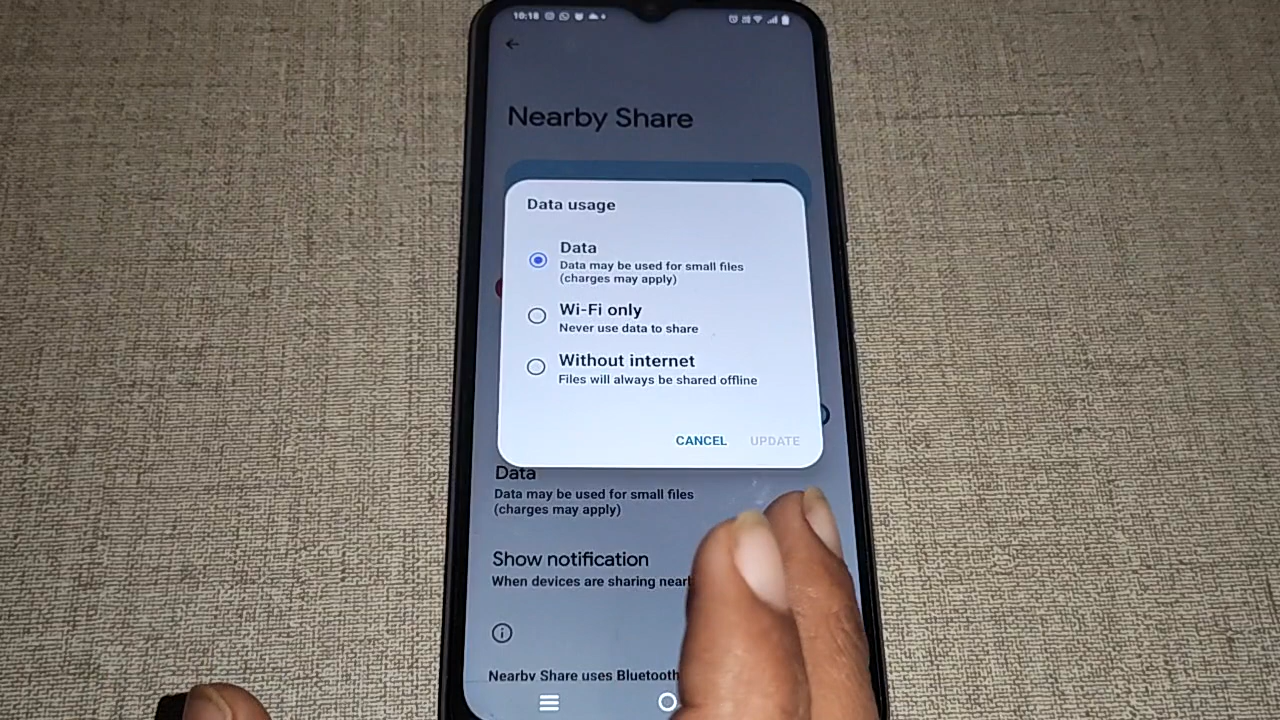 10:18
Nearby Share
Data usage
Data
Data may be used for small files
(charges may apply)
Wi-Fi only
Never use data to share
Without internet
Files will always be shared offline
CANCEL UPDATE
Data
Data may be used for small files
(charges may apply)
Show notification
When devices are sharing
Nearby Share uses Bluetooth